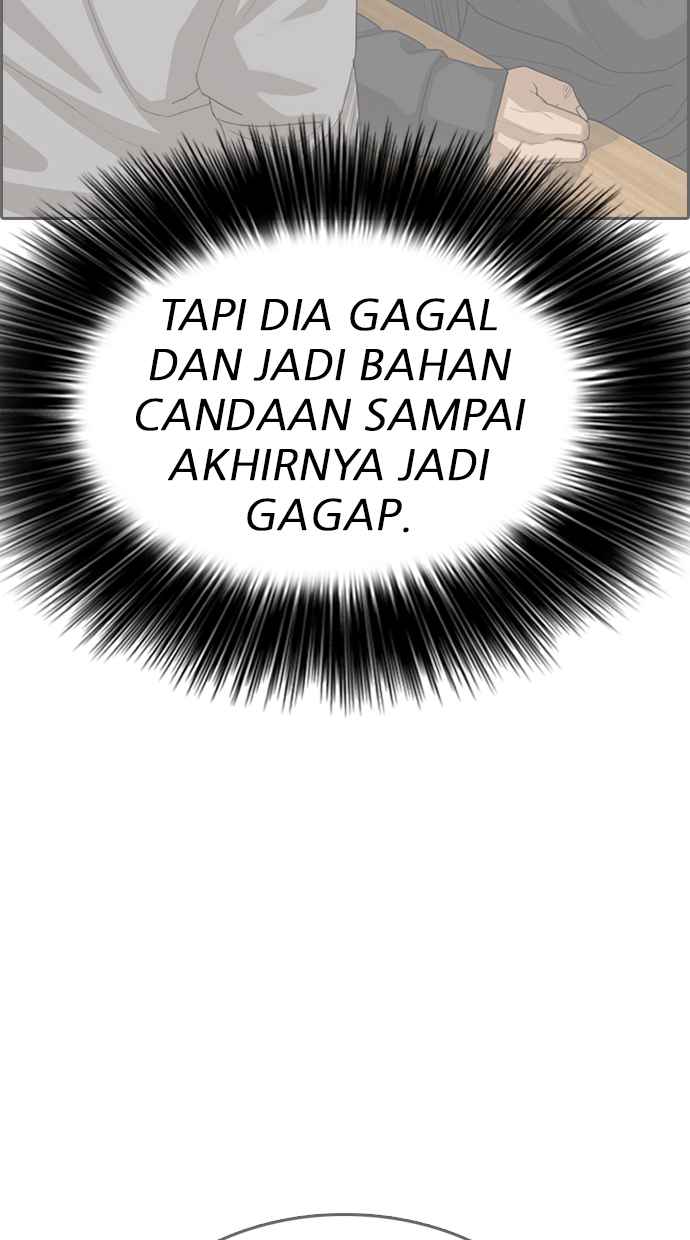 TAPI DIA GAGAL
DAN JADI BAHAN
CANDAAN SAMPAI
AKHIRNYA JADI
GAGAP.